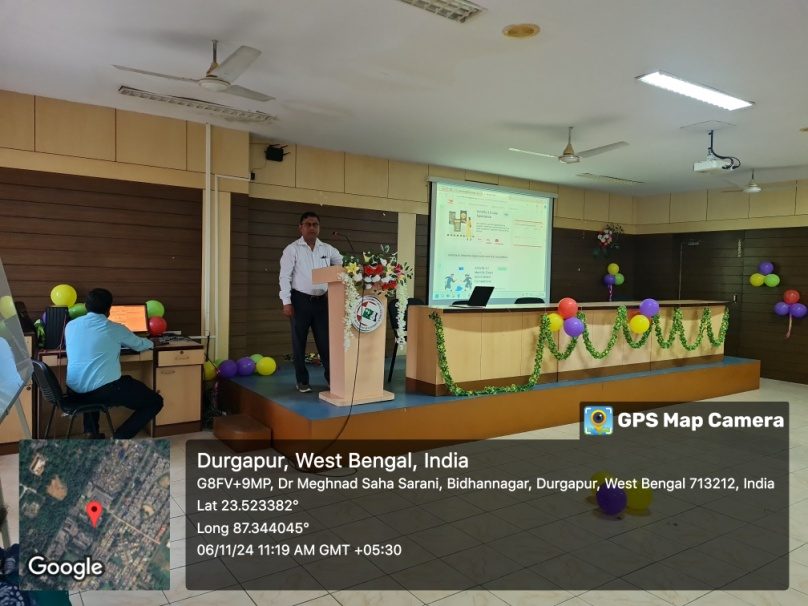 GPS Map Camera
Durgapur, West Bengal, India
G8FV+9MP, Dr Meghnad Saha Sarani, Bidhannagar, Durgapur, West Bengal 713212, India
Lat 23.523382°
Long 87.344045°
06/11/24 11:19 AM GMT +05:30
Google